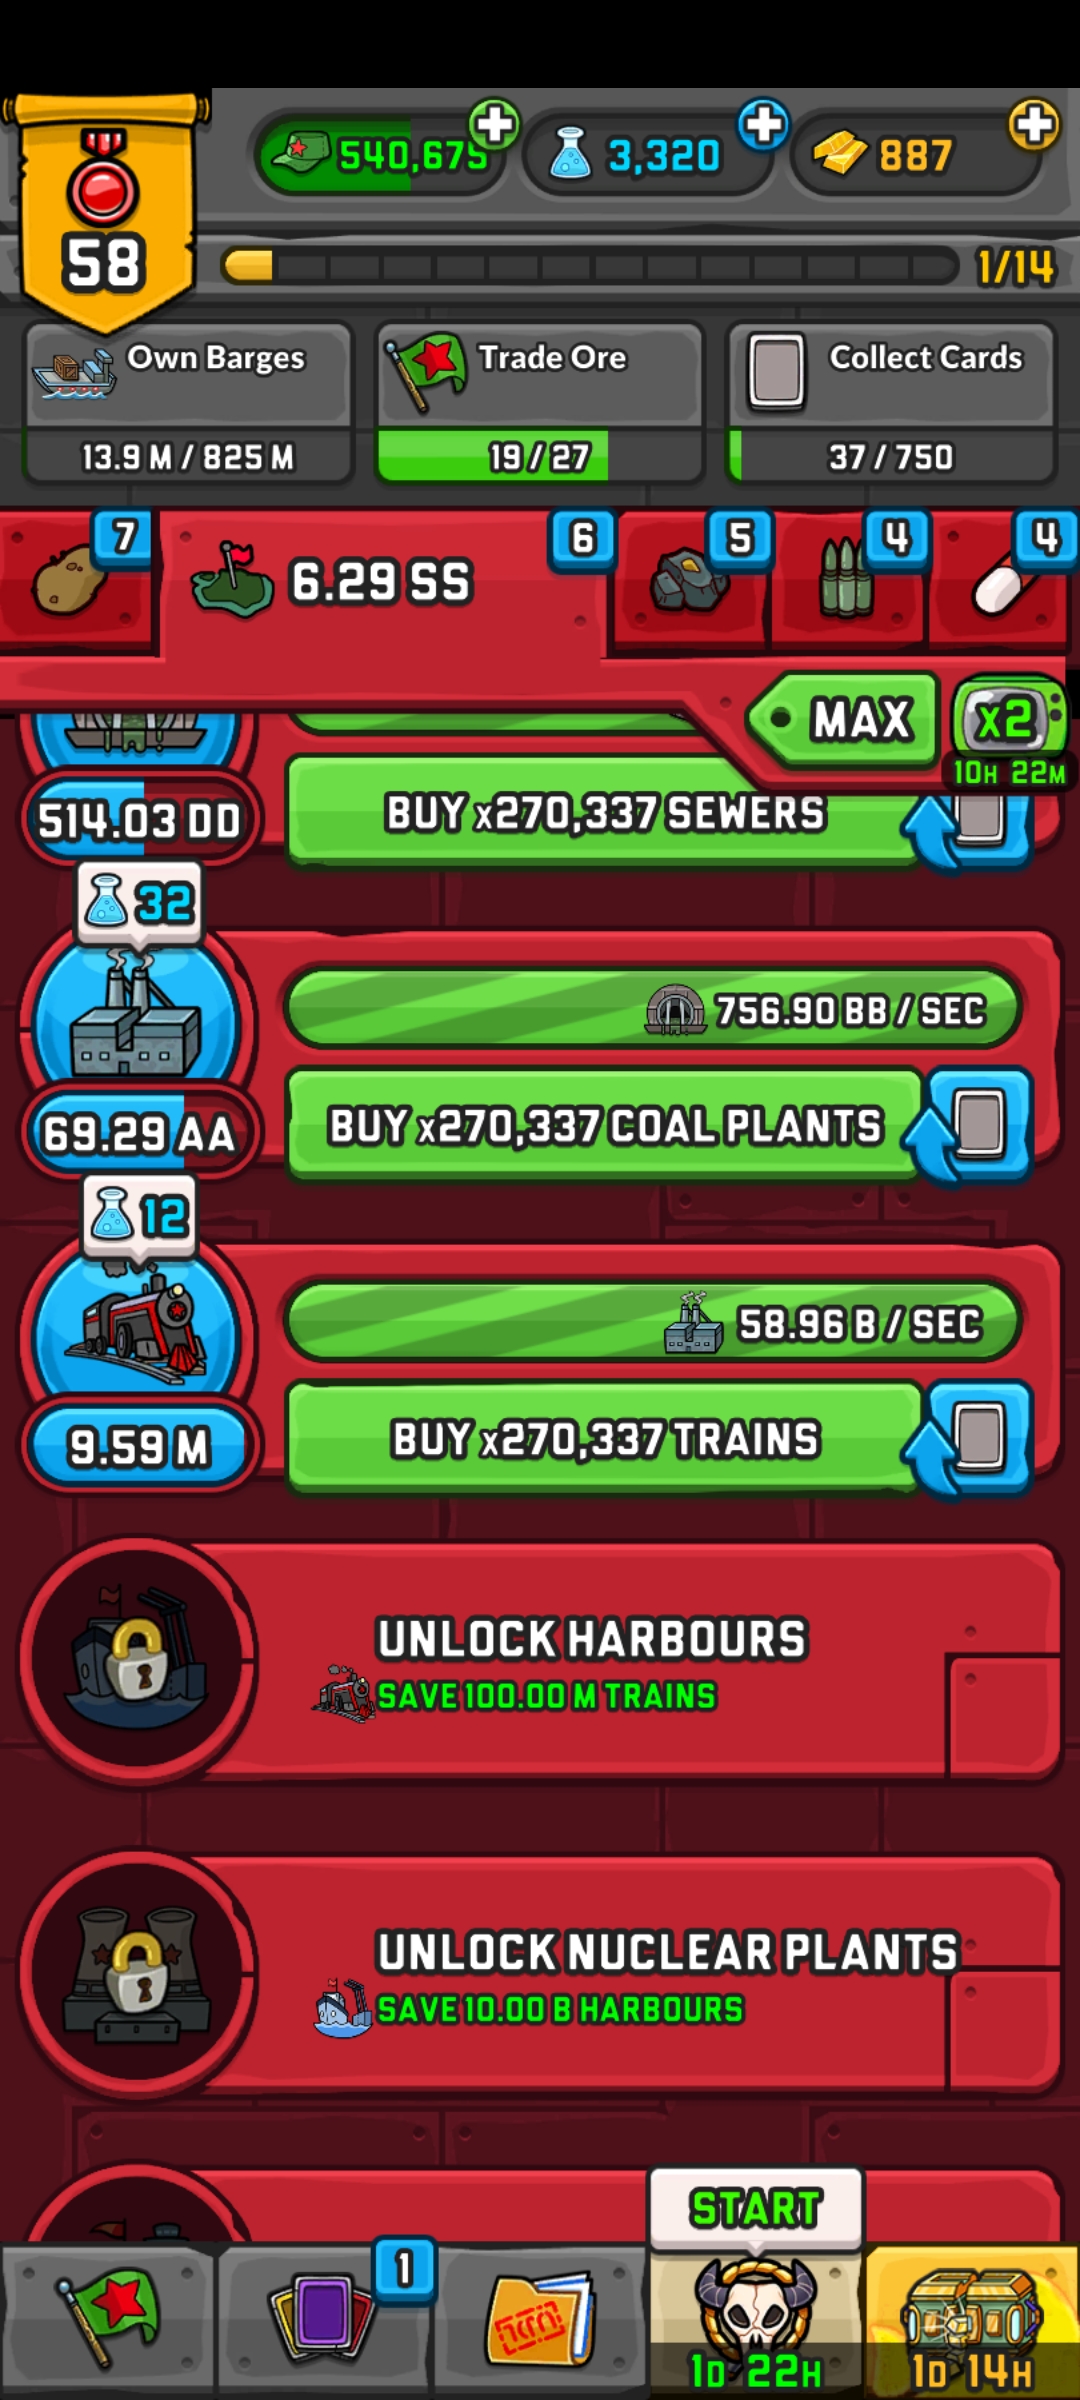 540,675
3,320
887
58
1/14
Own Barges
13.9 M / 825 M
Trade Ore
19 / 27
Collect Cards
37 / 750
7
6.29 SS
6
5
4
4
MAX
x2
10H 22M
514.03 DD
BUY x270,337 SEWERS
32
756.90 BB / SEC
69.29 AA
BUY x270,337 COAL PLANTS
12
58.96 B / SEC
9.59 M
BUY x270,337 TRAINS
UNLOCK HARBOURS
SAVE 100.00 M TRAINS
UNLOCK NUCLEAR PLANTS
SAVE 10.00 B HARBOURS
START
1
1D 22H
1D 14H